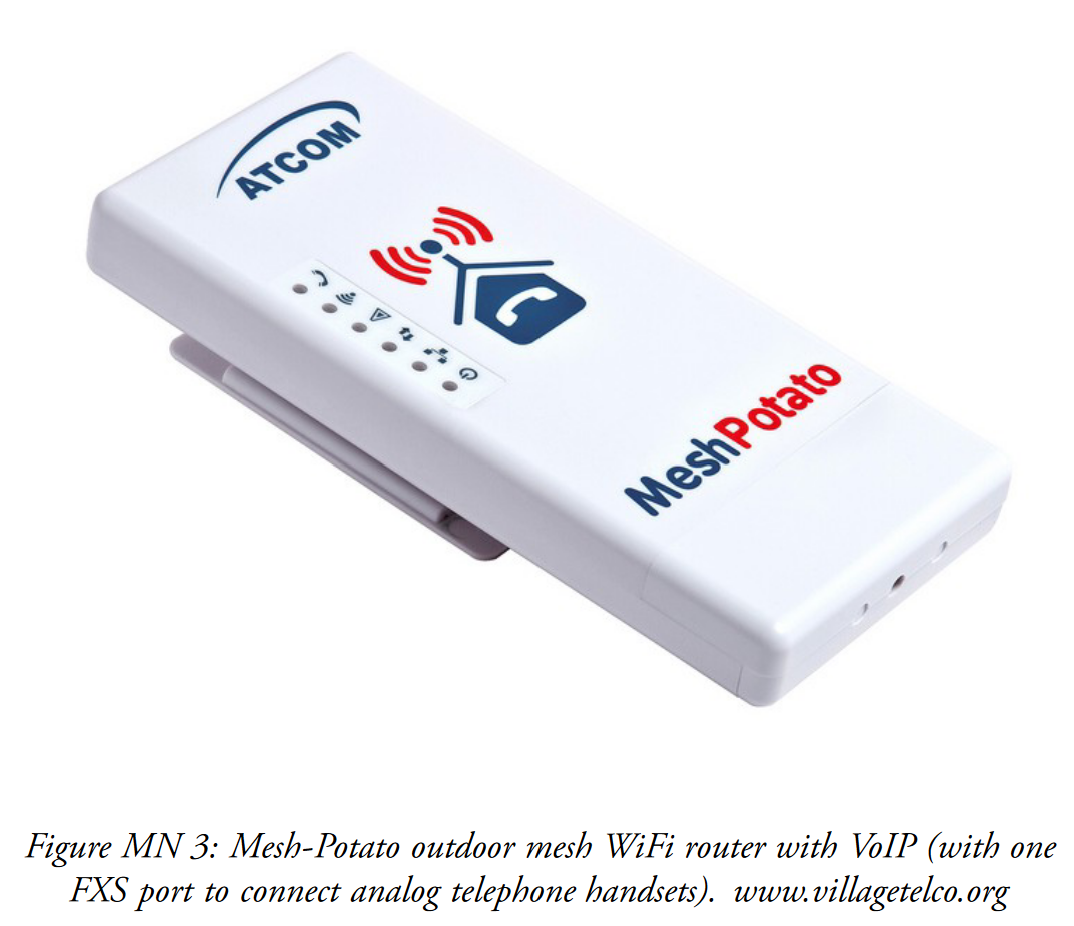 ATCOM
MeshPotato
Figure MN 3: Mesh-Potato outdoor mesh WiFi router with VoIP (with one
FXS port to connect analog telephone handsets). www.villagetelco.org